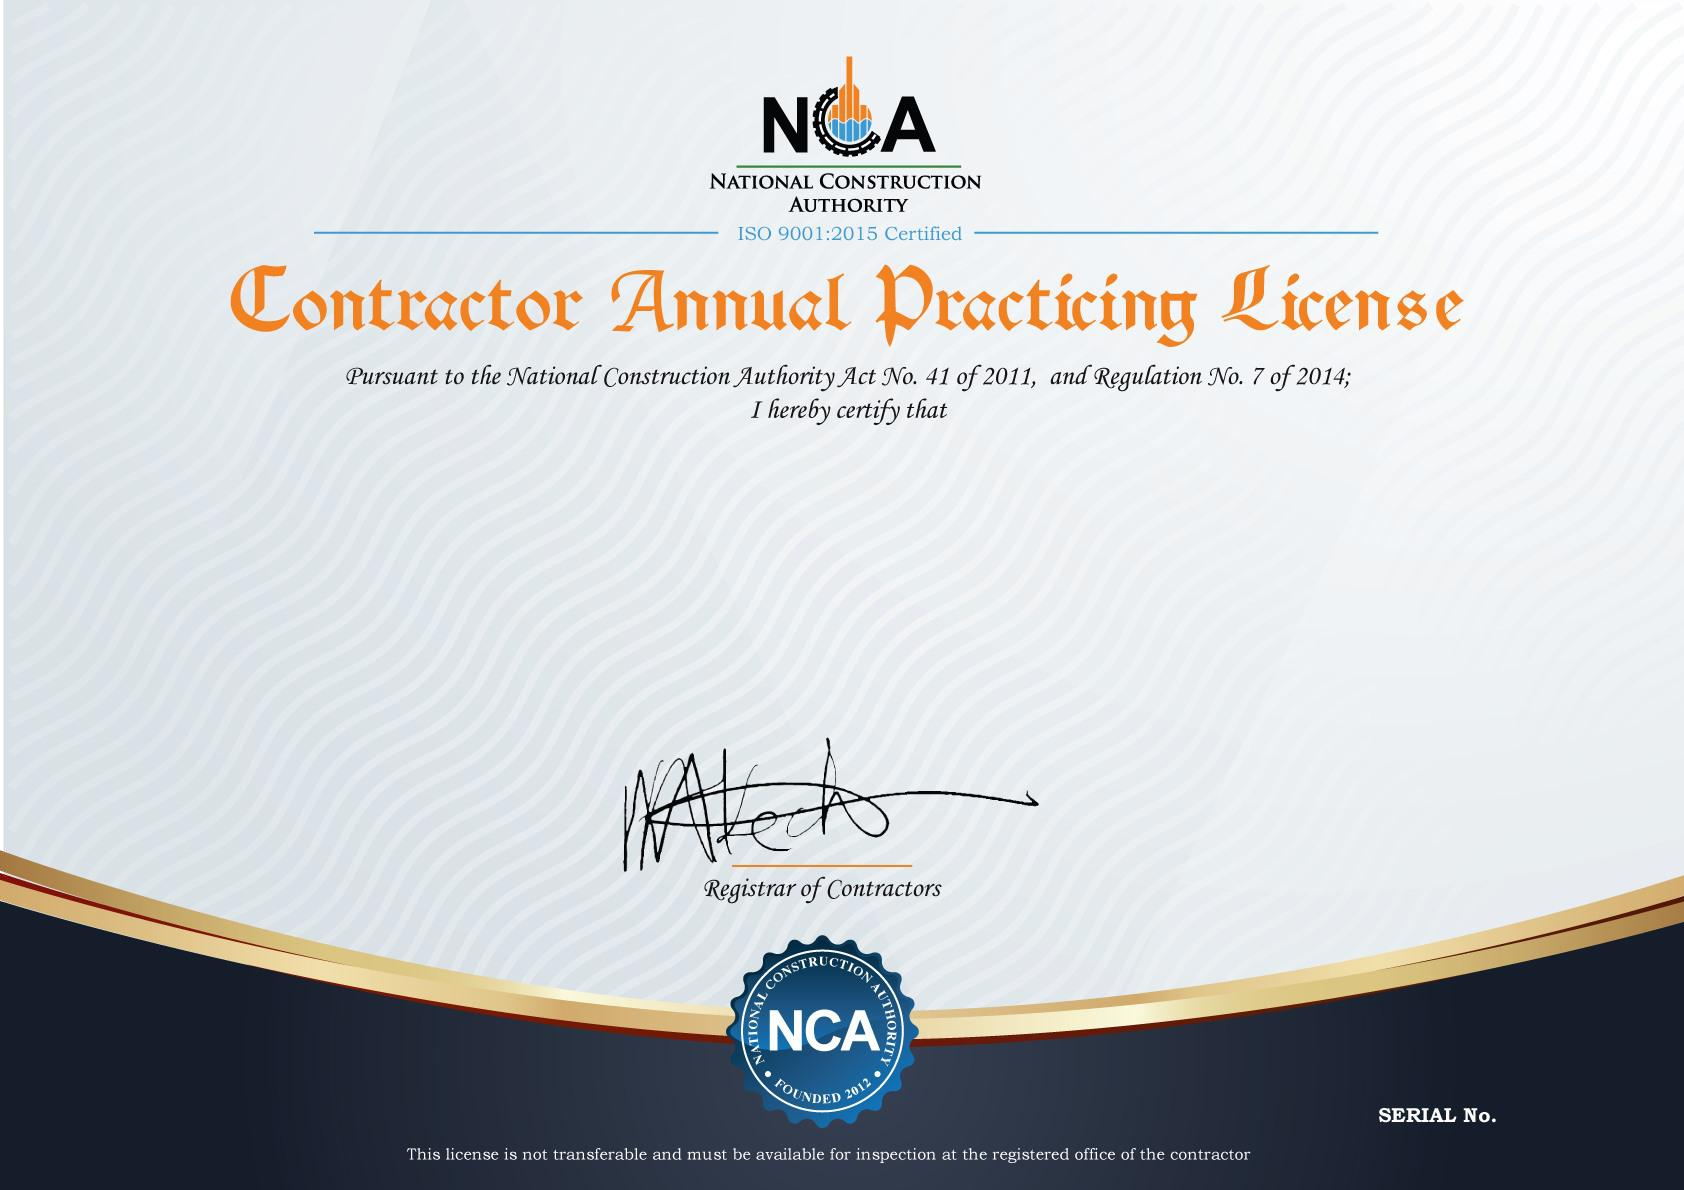 NCA
NATIONAL CONSTRUCTION
AUTHORITY
ISO 9001:2015 Certified
Contractor Annual Practicing License
Pursuant to the National Construction Authority Act No. 41 of 2011, and Regulation No. 7 of 2014;
I hereby certify that
Registrar of Contractors
NATIONAL CONSTRUCTION AUTHORITY
NCA
• FOUNDED 2012 •
SERIAL No.
This license is not transferable and must be available for inspection at the registered office of the contractor